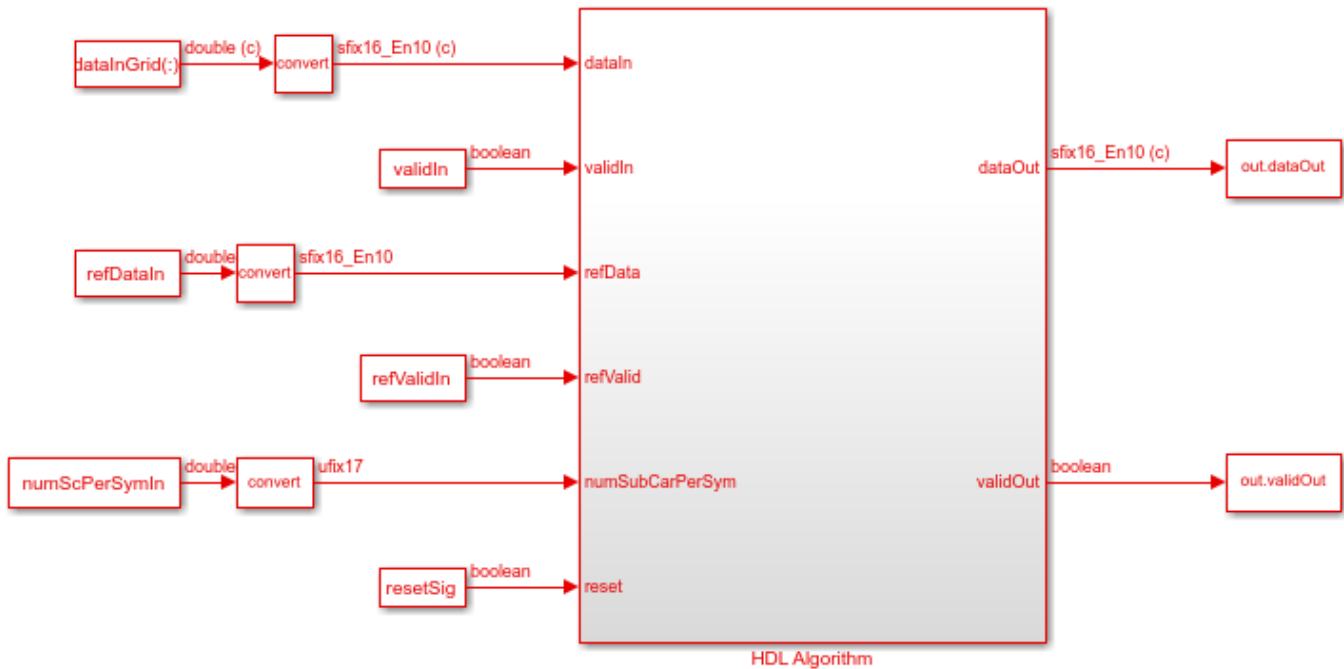 dataInGrid(:)
double (c)
convert
sfix16_En10 (c)
dataIn
validIn
boolean
validIn
dataOut
sfix16_En10 (c)
out.dataOut
refDataIn
double
convert
sfix16_En10
refData
refValidIn
boolean
refValid
numScPerSymIn
double
convert
ufix17
numSubCarPerSym
validOut
boolean
out.validOut
resetSig
boolean
reset
HDL Algorithm